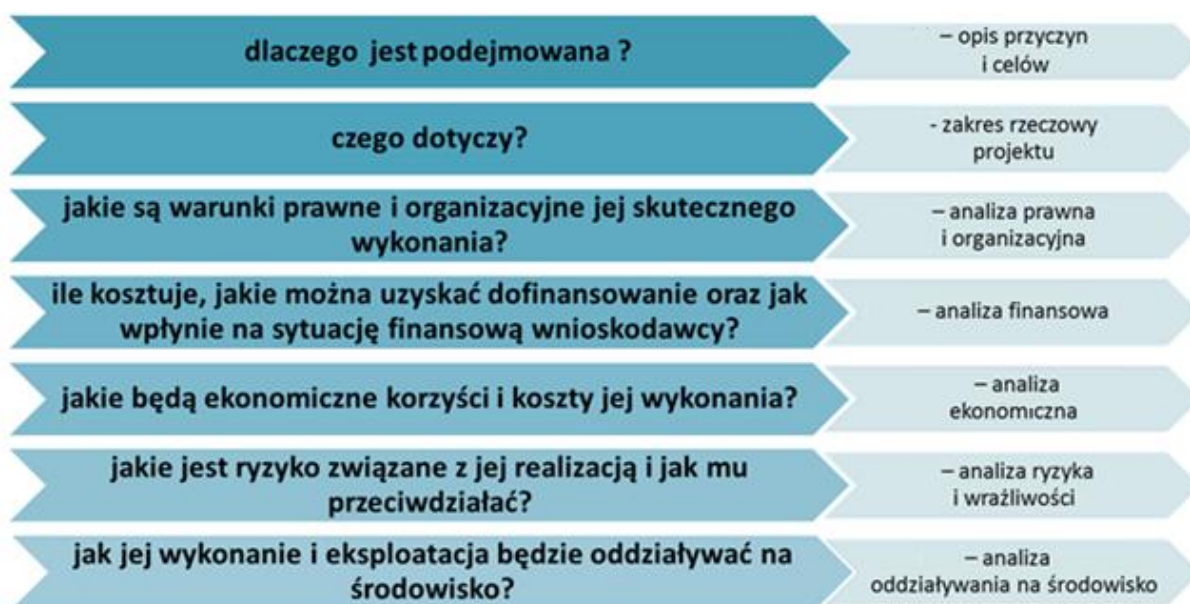 dlaczego jest podejmowana ?
– opis przyczyn
i celów
czego dotyczy?
- zakres rzeczowy
projektu
jakie są warunki prawne i organizacyjne jej skutecznego
wykonania?
– analiza prawna
i organizacyjna
ile kosztuje, jakie można uzyskać dofinansowanie oraz jak
wpłynie na sytuację finansową wnioskodawcy?
– analiza finansowa
jakie będą ekonomiczne korzyści i koszty jej wykonania?
– analiza
ekonomiczna
jakie jest ryzyko związane z jej realizacją i jak mu
przeciwdziałać?
– analiza ryzyka
i wrażliwości
jak jej wykonanie i eksploatacja będzie oddziaływać na
środowisko?
– analiza
oddziaływania na środowisko